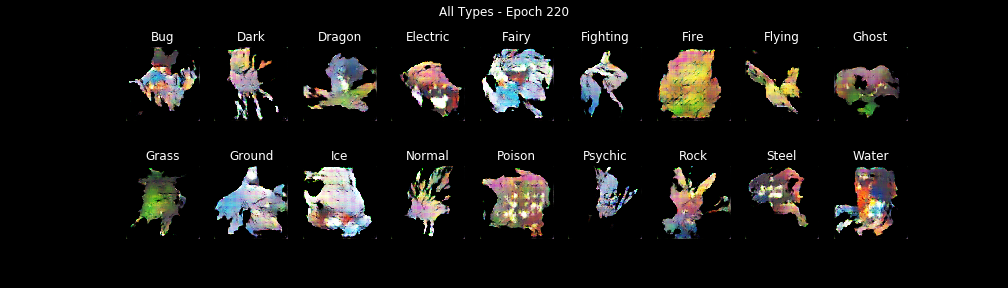 All Types - Epoch 220
Bug Dark Dragon Electric Fairy Fighting Fire Flying Ghost
Grass Ground Ice Normal Poison Psychic Rock Steel Water